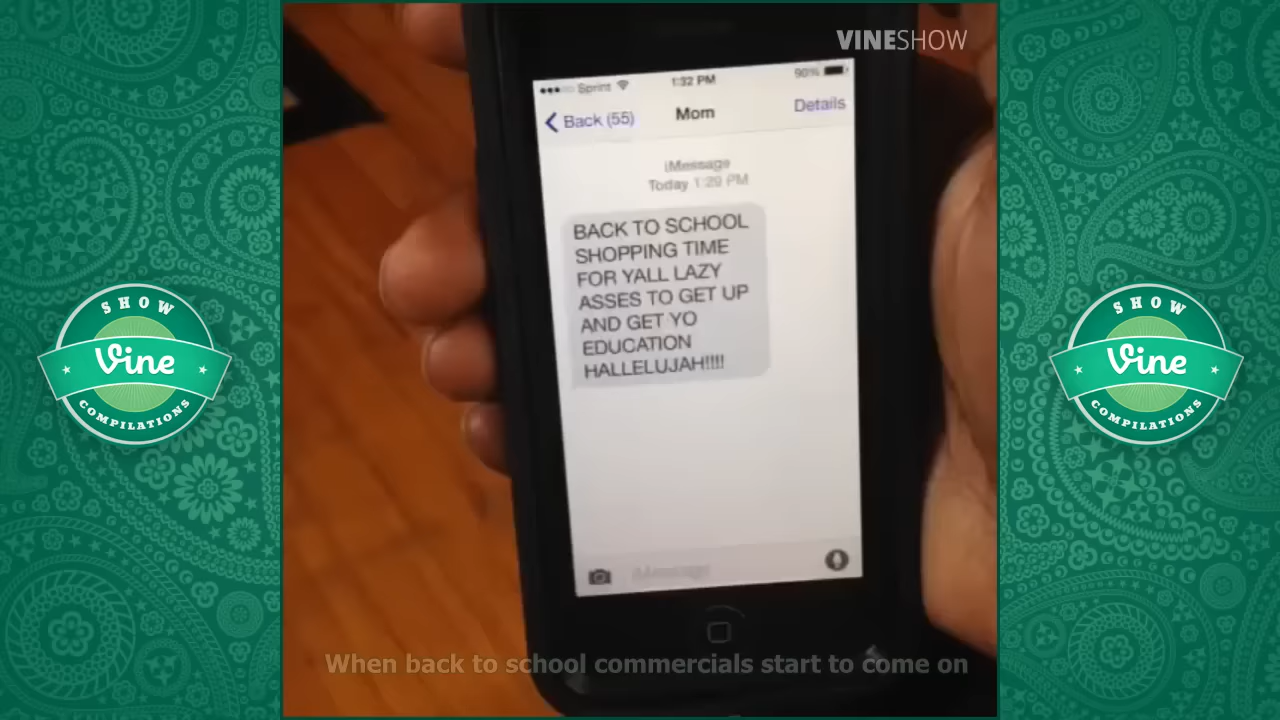 VINESHOW
Sprint 1:32 PM 90%
Back (55) Mom Details
iMessage
Today 1:29 PM
BACK TO SCHOOL
SHOPPING TIME
FOR YALL LAZY
ASSES TO GET UP
AND GET YO
EDUCATION
HALLELUJAH!!!!
iMessage
When back to school commercials start to come on
SHOW
Vine
COMPILATIONS
SHOW
Vine
COMPILATIONS